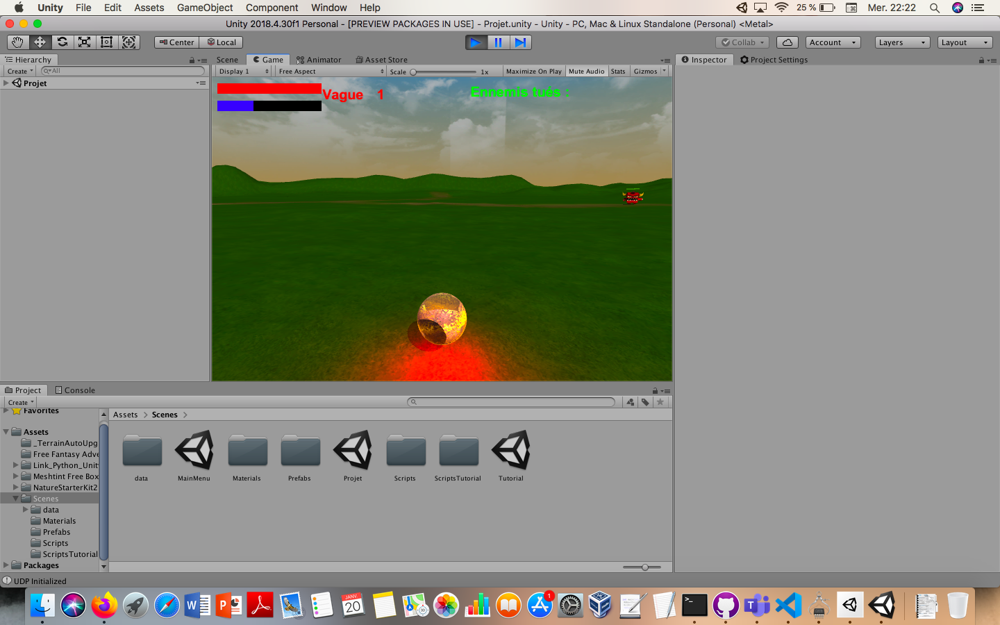 Unity File Edit Assets GameObject Component Window Help 25 % Mer. 22:22
Unity 2018.4.30f1 Personal - [PREVIEW PACKAGES IN USE] - Projet.unity - Unity - PC, Mac & Linux Standalone (Personal) <Metal>
Center Local Collab Account Layers Layout
Hierarchy Scene Game Animator Asset Store Inspector Project Settings
Create All Display 1 Free Aspect Scale 1x Maximize On Play Mute Audio Stats Gizmos
Projet
Vague 1 Ennemis tués :
Project Console
Create
Favorites Assets > Scenes >
Assets
_TerrainAutoUpg
Free Fantasy Adve
Link_Python_Unit
Meshtint Free Box
NatureStarterKit2
Scenes
data
Materials
Prefabs
Scripts
ScriptsTutorial
Packages
data MainMenu Materials Prefabs Projet Scripts ScriptsTutorial Tutorial
UDP Initialized
JANV.
20
1